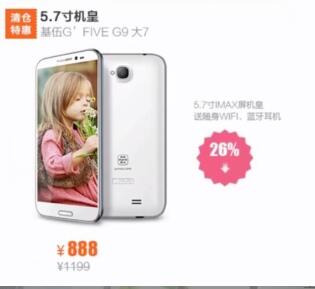 清仓
特惠
5.7寸机皇
基伍G'FIVE G9 大7
5.7寸IMAX屏机皇
送随身WIFI、蓝牙耳机
26%
¥888
¥1199